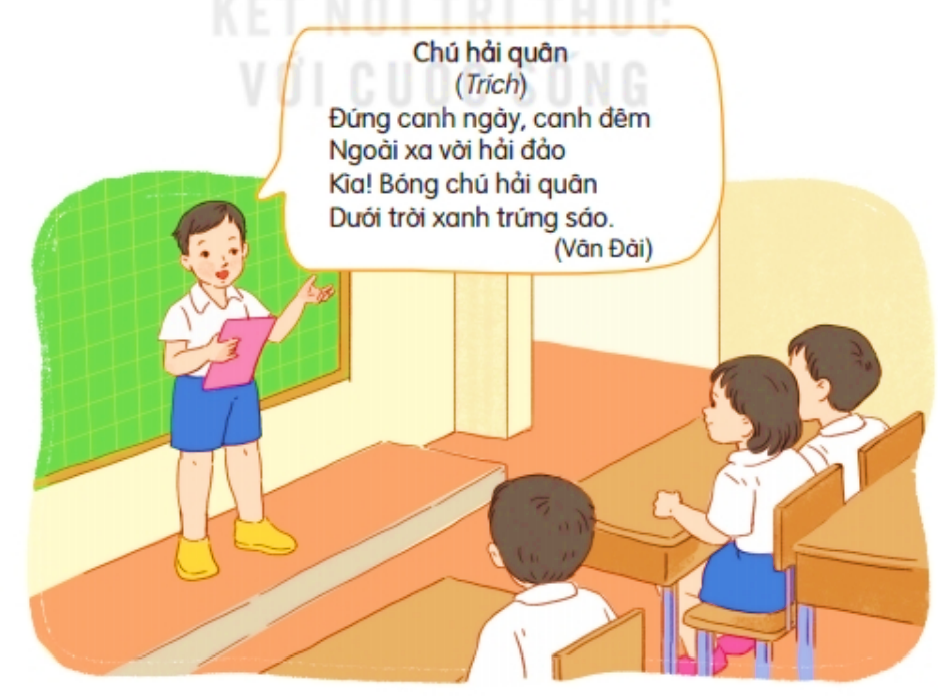 KẾT NỐI TRI THỨC
VỚI CUỘC SỐNG
Chú hải quân
(Trích)
Đứng canh ngày, canh đêm
Ngoài xa vời hải đảo
Kìa! Bóng chú hải quân
Dưới trời xanh trứng sáo.
(Vân Đài)